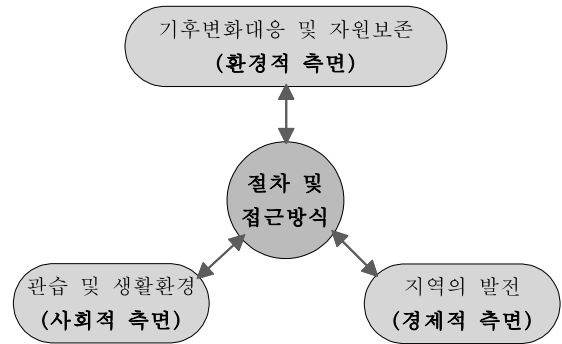 기후변화대응 및 자원보존
(환경적 측면)
절차 및
접근방식
관습 및 생활환경
(사회적 측면)
지역의 발전
(경제적 측면)